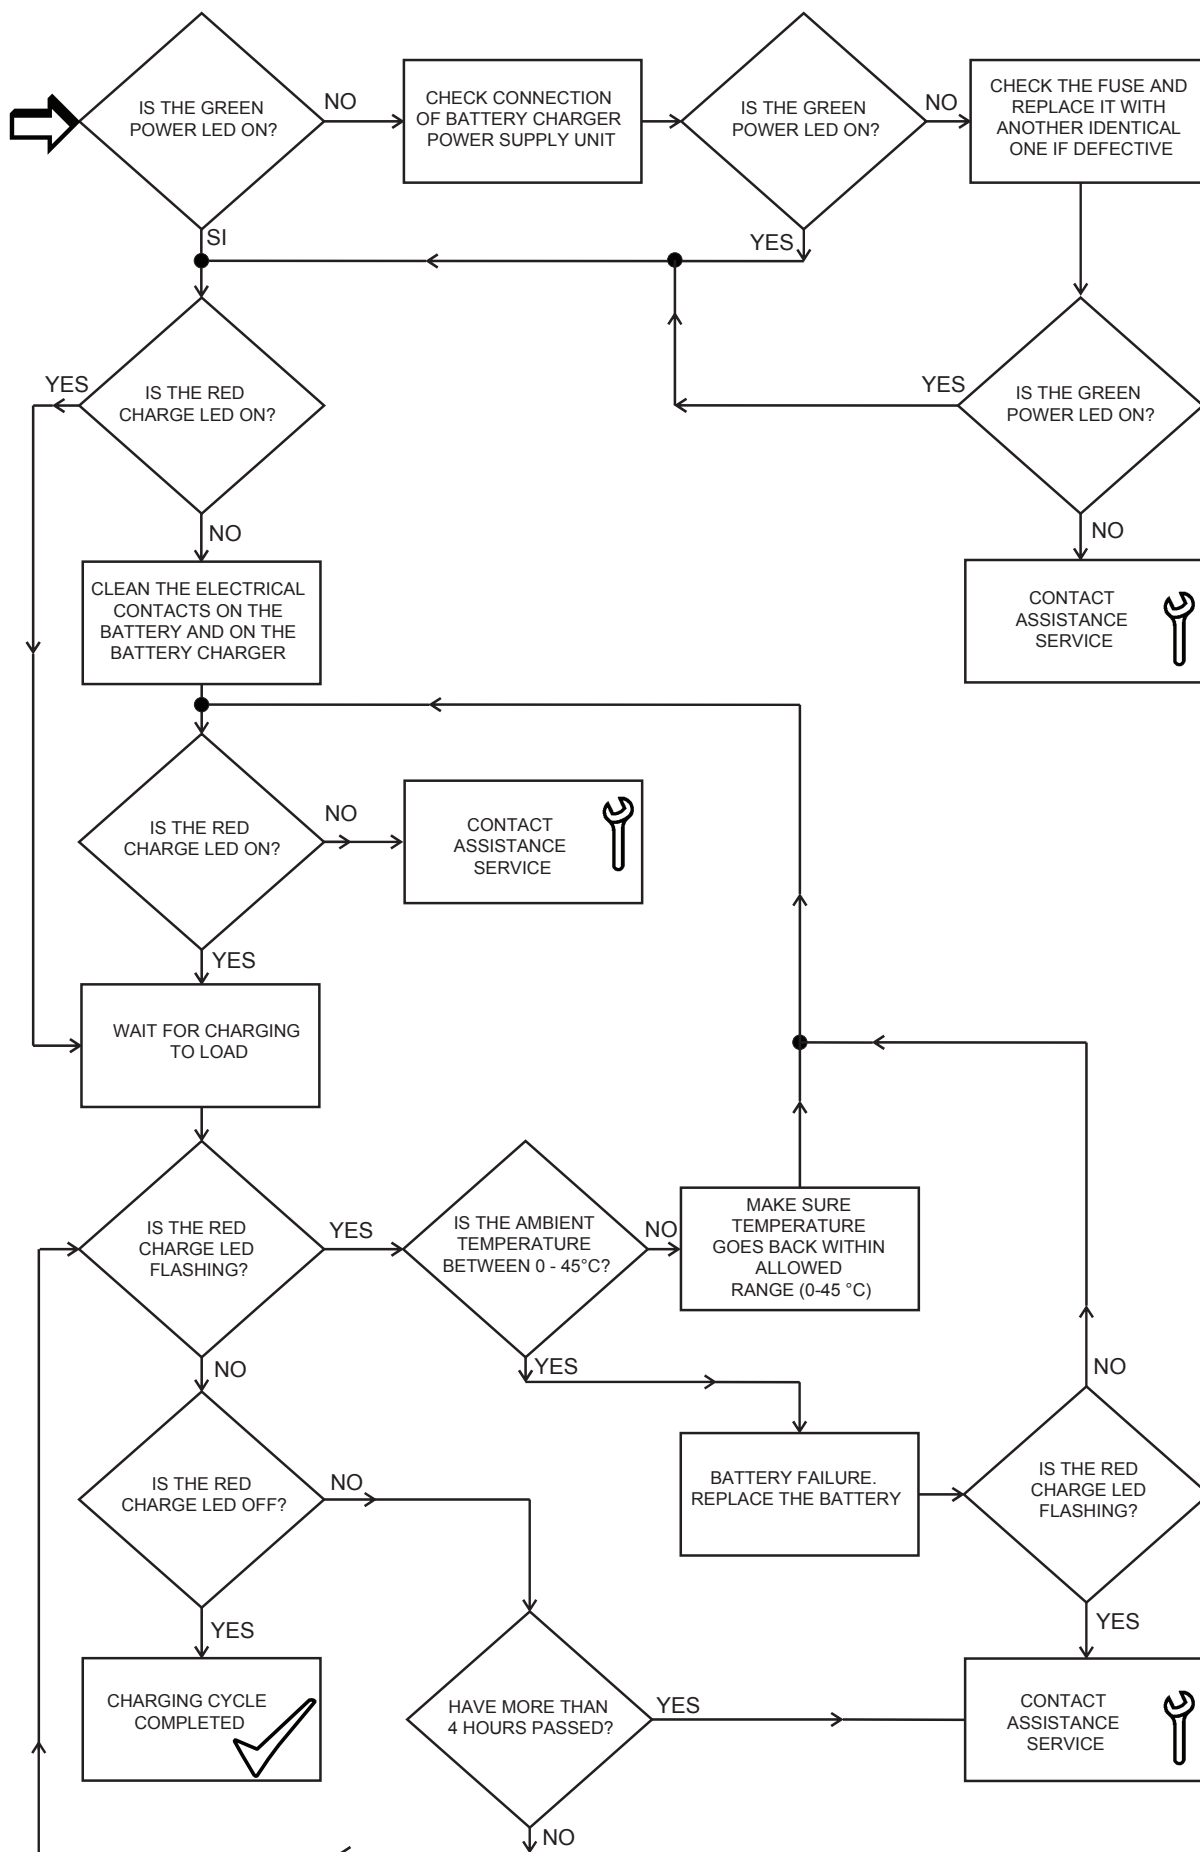 IS THE GREEN
POWER LED ON?
NO
CHECK CONNECTION
OF BATTERY CHARGER
POWER SUPPLY UNIT
IS THE GREEN
POWER LED ON?
NO
CHECK THE FUSE AND
REPLACE IT WITH
ANOTHER IDENTICAL
ONE IF DEFECTIVE
SI
YES
YES
IS THE RED
CHARGE LED ON?
YES
IS THE GREEN
POWER LED ON?
NO
NO
CLEAN THE ELECTRICAL
CONTACTS ON THE
BATTERY AND ON THE
BATTERY CHARGER
CONTACT
ASSISTANCE
SERVICE
IS THE RED
CHARGE LED ON?
NO
CONTACT
ASSISTANCE
SERVICE
YES
WAIT FOR CHARGING
TO LOAD
IS THE RED
CHARGE LED
FLASHING?
YES
IS THE AMBIENT
TEMPERATURE
BETWEEN 0 - 45°C?
NO
MAKE SURE
TEMPERATURE
GOES BACK WITHIN
ALLOWED
RANGE (0-45 °C)
NO
YES
NO
IS THE RED
CHARGE LED OFF?
NO
BATTERY FAILURE.
REPLACE THE BATTERY
IS THE RED
CHARGE LED
FLASHING?
YES
YES
CHARGING CYCLE
COMPLETED
HAVE MORE THAN
4 HOURS PASSED?
YES
CONTACT
ASSISTANCE
SERVICE
NO